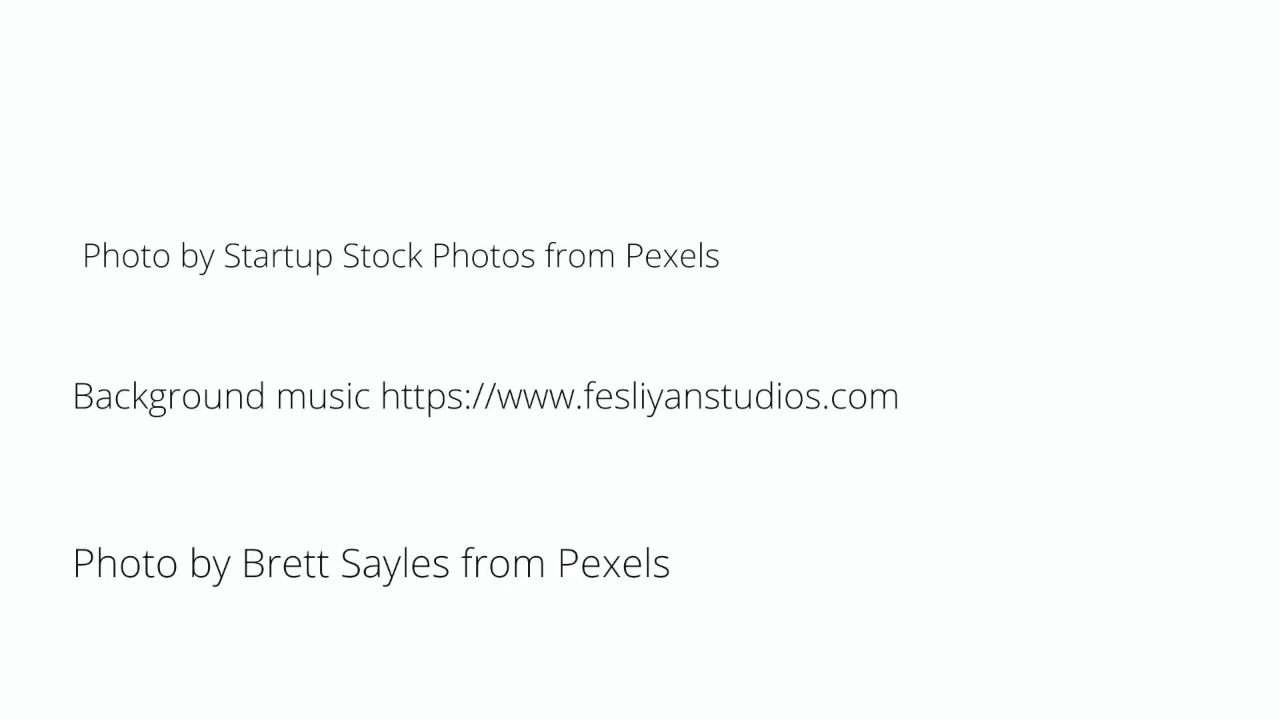 Photo by Startup Stock Photos from Pexels
Background music https://www.fesliyanstudios.com
Photo by Brett Sayles from Pexels